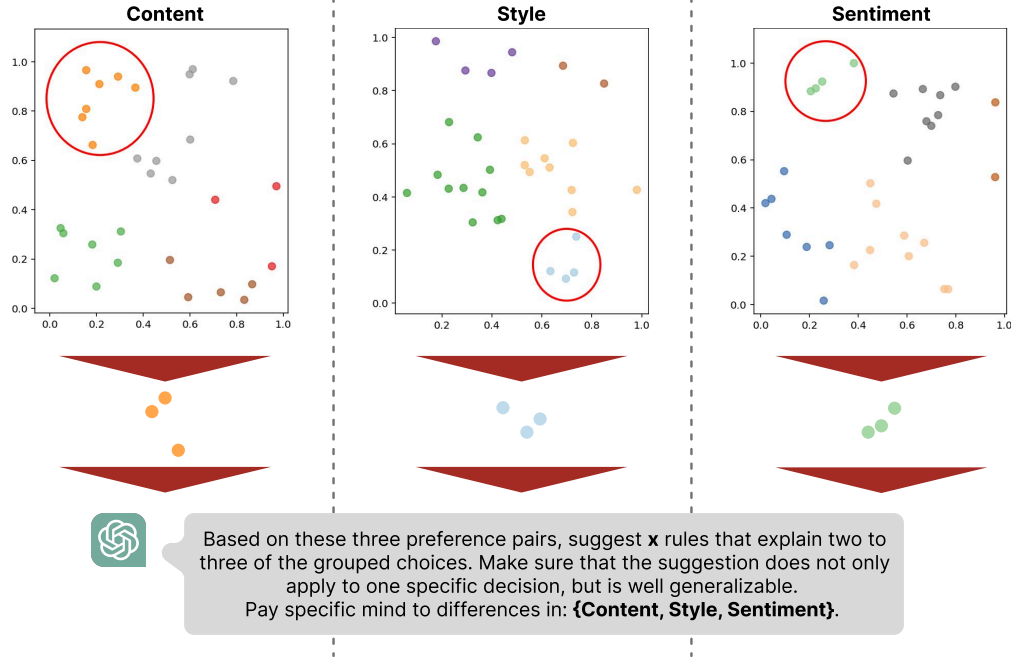 Content
Style
Sentiment
1.0
0.8
0.6
0.4
0.2
0.0
0.0 0.2 0.4 0.6 0.8 1.0
1.0
0.8
0.6
0.4
0.2
0.0
0.2 0.4 0.6 0.8 1.0
1.0
0.8
0.6
0.4
0.2
0.0
0.0 0.2 0.4 0.6 0.8 1.0
Based on these three preference pairs, suggest x rules that explain two to
three of the grouped choices. Make sure that the suggestion does not only
apply to one specific decision, but is well generalizable.
Pay specific mind to differences in: {Content, Style, Sentiment}.